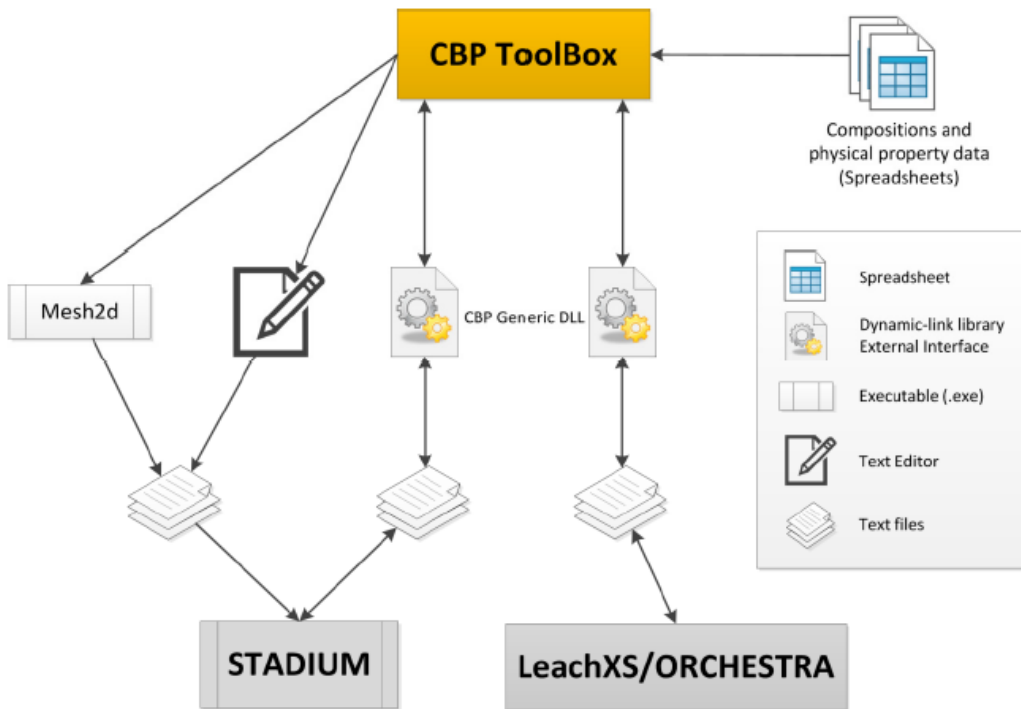 CBP ToolBox
Compositions and
physical property data
(Spreadsheets)
Mesh2d
CBP Generic DLL
Spreadsheet
Dynamic-link library
External Interface
Executable (.exe)
Text Editor
Text files
STADIUM
LeachXS/ORCHESTRA